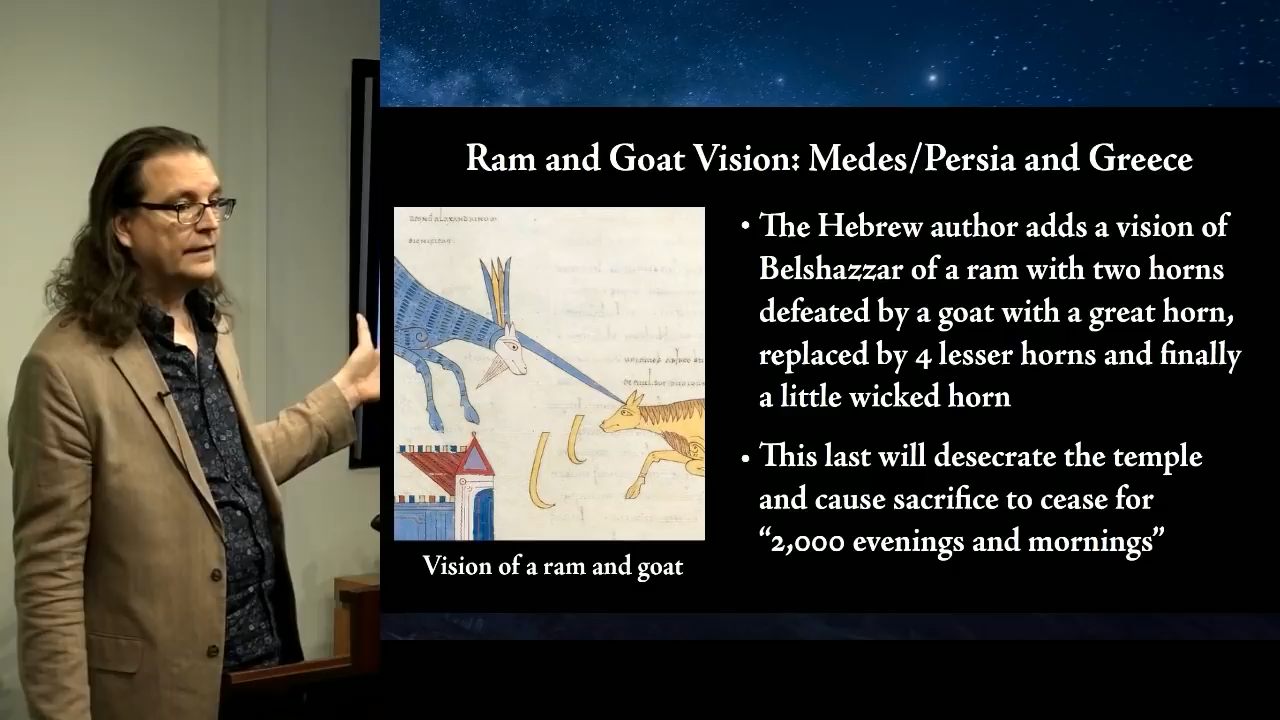 Ram and Goat Vision: Medes/Persia and Greece
• The Hebrew author adds a vision of
Belshazzar of a ram with two horns
defeated by a goat with a great horn,
replaced by 4 lesser horns and finally
a little wicked horn
• This last will desecrate the temple
and cause sacrifice to cease for
“2,000 evenings and mornings”
Vision of a ram and goat